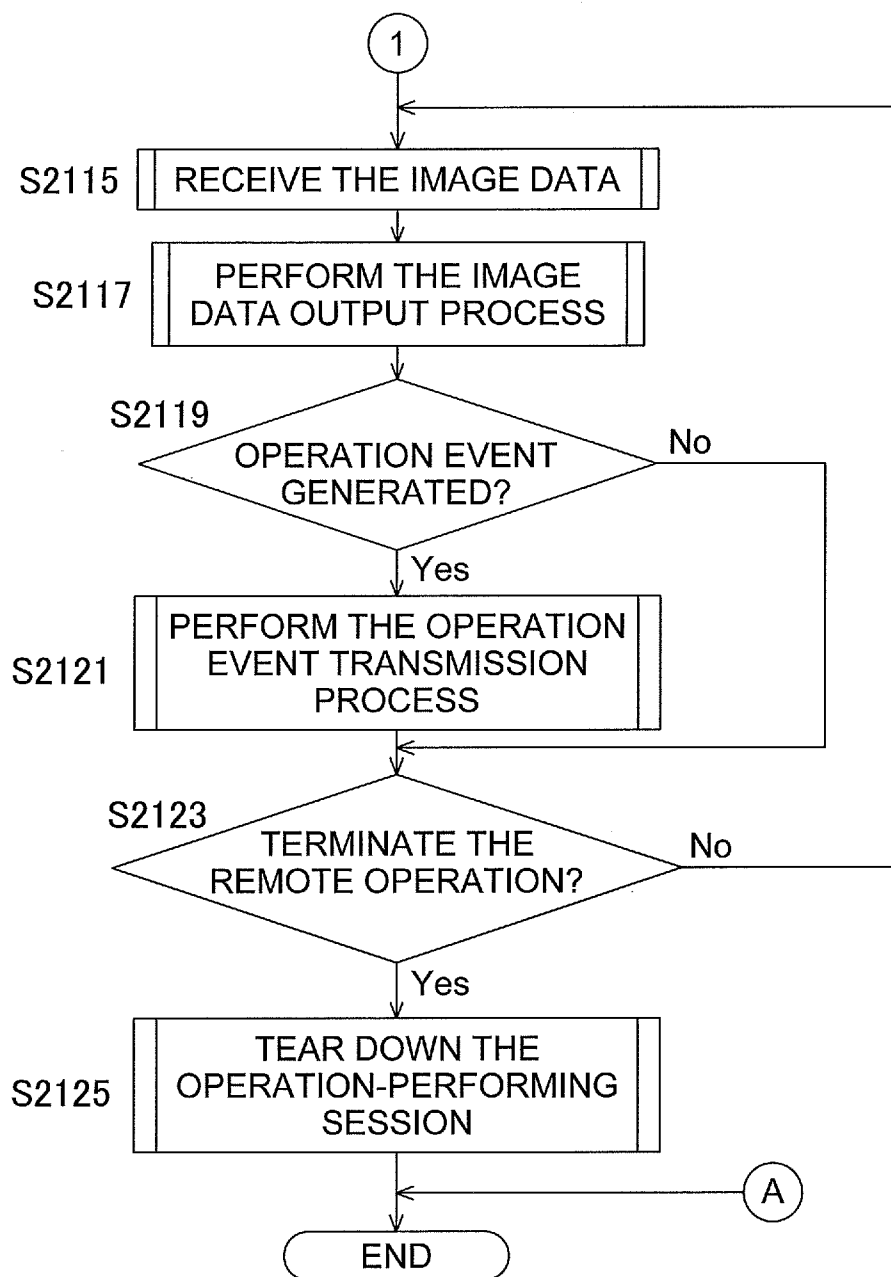 1
S2115
RECEIVE THE IMAGE DATA
S2117
PERFORM THE IMAGE
DATA OUTPUT PROCESS
S2119
OPERATION EVENT
GENERATED?
No
Yes
S2121
PERFORM THE OPERATION
EVENT TRANSMISSION
PROCESS
S2123
TERMINATE THE
REMOTE OPERATION?
No
Yes
S2125
TEAR DOWN THE
OPERATION-PERFORMING
SESSION
A
END